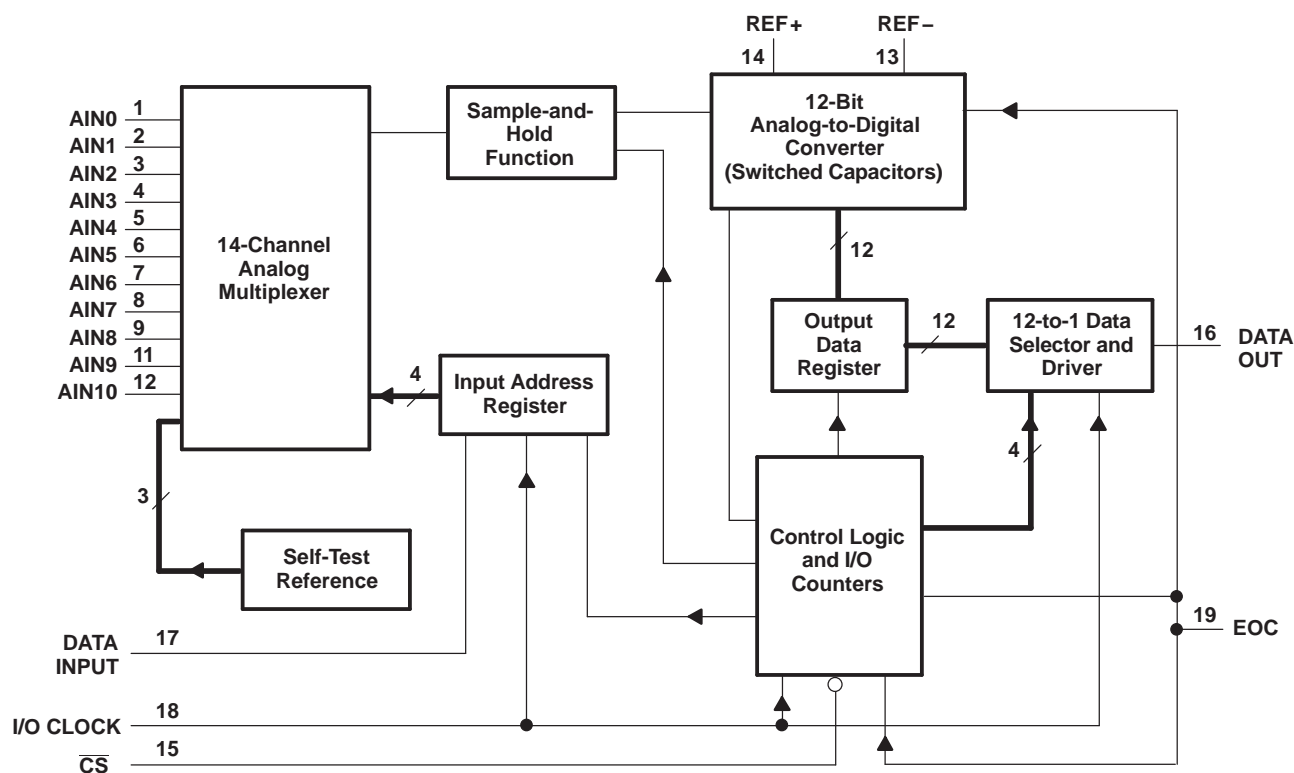 REF+
REF−
14
13
12-Bit
Analog-to-Digital
Converter
(Switched Capacitors)
Sample-and-
Hold
Function
14-Channel
Analog
Multiplexer
AIN0 1
AIN1 2
AIN2 3
AIN3 4
AIN4 5
AIN5 6
AIN6 7
AIN7 8
AIN8 9
AIN9 11
AIN10 12
12
Output
Data
Register
12
12-to-1 Data
Selector and
Driver
16
DATA
OUT
4
Input Address
Register
4
3
Self-Test
Reference
Control Logic
and I/O
Counters
19
EOC
DATA
INPUT
17
I/O CLOCK
18
CS
15